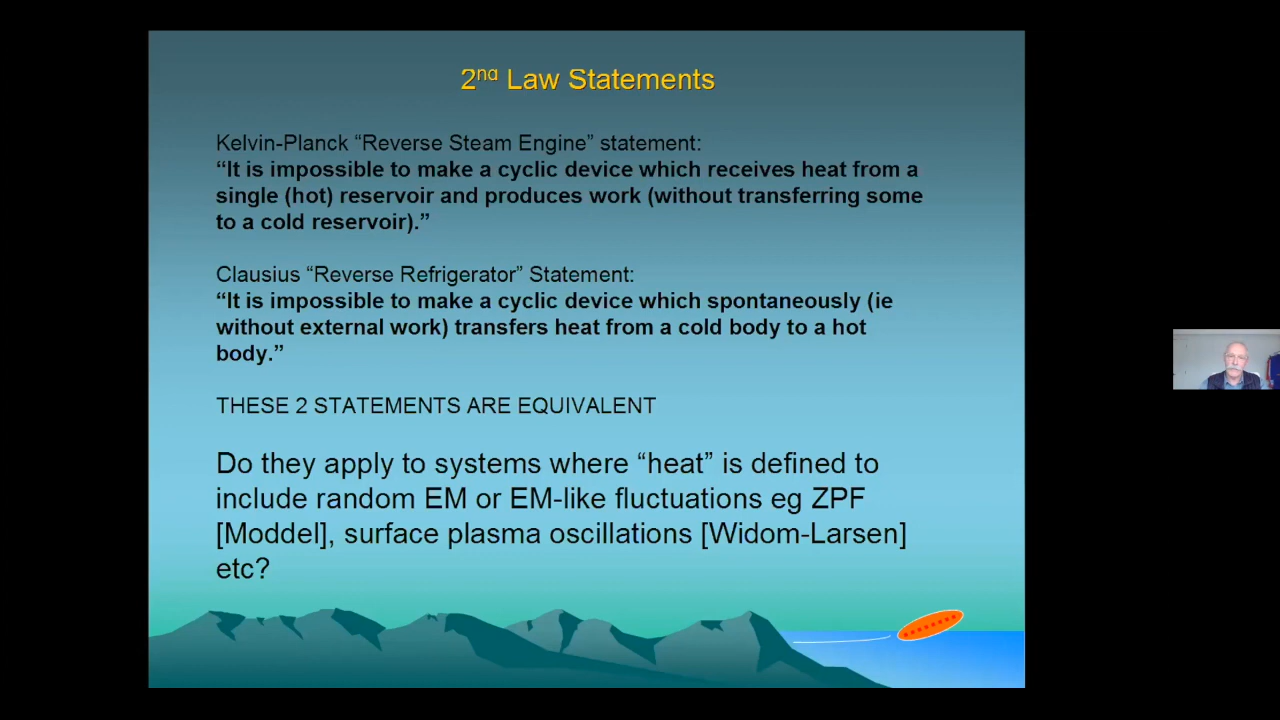 2nd Law Statements
Kelvin-Planck “Reverse Steam Engine” statement:
“It is impossible to make a cyclic device which receives heat from a
single (hot) reservoir and produces work (without transferring some
to a cold reservoir).”
Clausius “Reverse Refrigerator” Statement:
“It is impossible to make a cyclic device which spontaneously (ie
without external work) transfers heat from a cold body to a hot
body.”
THESE 2 STATEMENTS ARE EQUIVALENT
Do they apply to systems where “heat” is defined to
include random EM or EM-like fluctuations eg ZPF
[Moddel], surface plasma oscillations [Widom-Larsen]
etc?